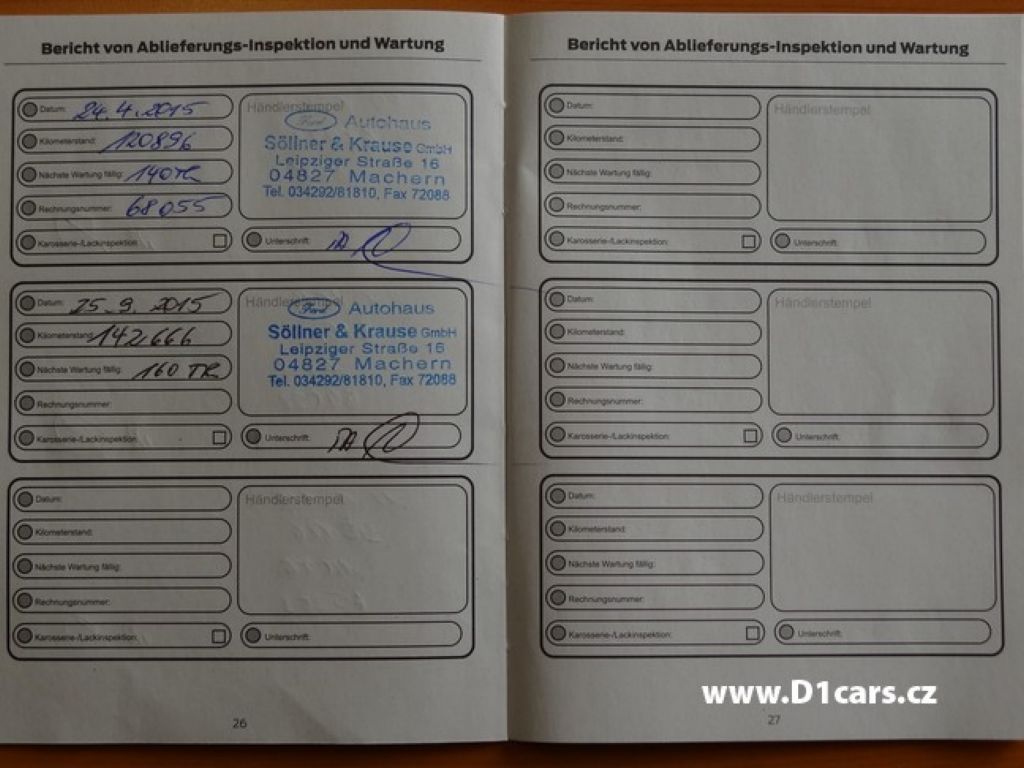 Bericht von Ablieferungs-Inspektion und Wartung
Datum: 24.4.2015
Kilometerstand: 120896
Nächste Wartung fällig: 140 TK
Rechnungsnummer: 68055
Karosserie-/Lackinspektion:
Händlerstempel
Ford Autohaus
Söllner & Krause GmbH
Leipziger Straße 16
04827 Machern
Tel. 034292/81810, Fax 72088
Unterschrift:
Datum: 25.9.2015
Kilometerstand: 142.666
Nächste Wartung fällig: 160 TK
Rechnungsnummer:
Karosserie-/Lackinspektion:
Händlerstempel
Ford Autohaus
Söllner & Krause GmbH
Leipziger Straße 16
04827 Machern
Tel. 034292/81810, Fax 72088
Unterschrift:
Datum:
Kilometerstand:
Nächste Wartung fällig:
Rechnungsnummer:
Karosserie-/Lackinspektion:
Händlerstempel
Unterschrift:
26
Bericht von Ablieferungs-Inspektion und Wartung
Datum:
Kilometerstand:
Nächste Wartung fällig:
Rechnungsnummer:
Karosserie-/Lackinspektion:
Händlerstempel
Unterschrift:
Datum:
Kilometerstand:
Nächste Wartung fällig:
Rechnungsnummer:
Karosserie-/Lackinspektion:
Händlerstempel
Unterschrift:
Datum:
Kilometerstand:
Nächste Wartung fällig:
Rechnungsnummer:
Karosserie-/Lackinspektion:
Händlerstempel
Unterschrift:
www.D1cars.cz
27